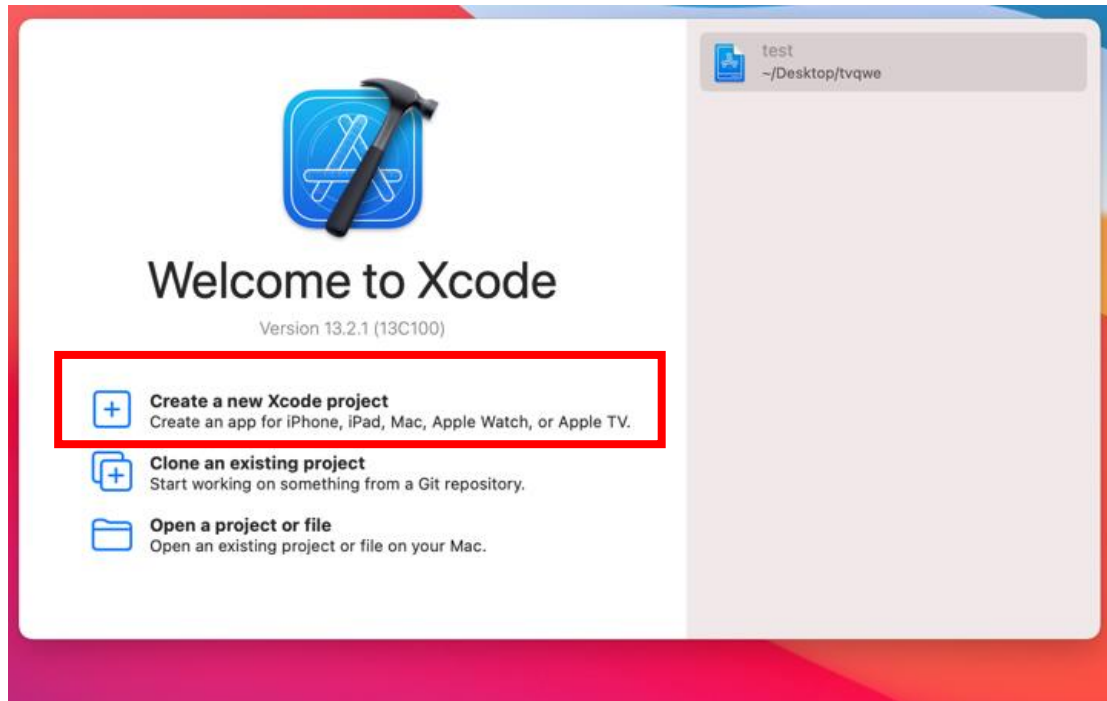 Welcome to Xcode
Version 13.2.1 (13C100)
Create a new Xcode project
Create an app for iPhone, iPad, Mac, Apple Watch, or Apple TV.
Clone an existing project
Start working on something from a Git repository.
Open a project or file
Open an existing project or file on your Mac.
test
~/Desktop/tvqwe